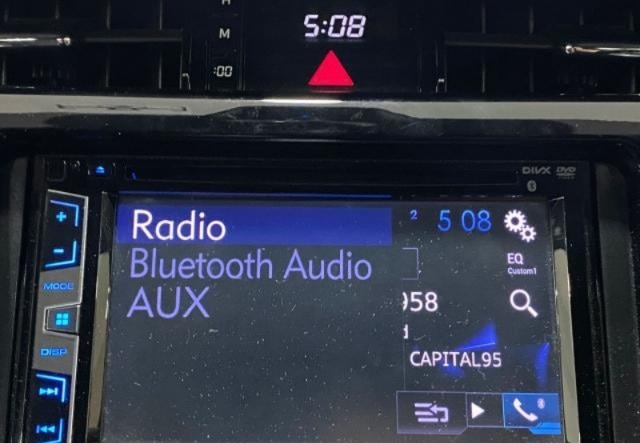 H
5:08
M
:00
DIVX DVD
Radio
Bluetooth Audio
AUX
2 5 08
EQ
Custom1
958
CAPITAL95
MODE
DISP